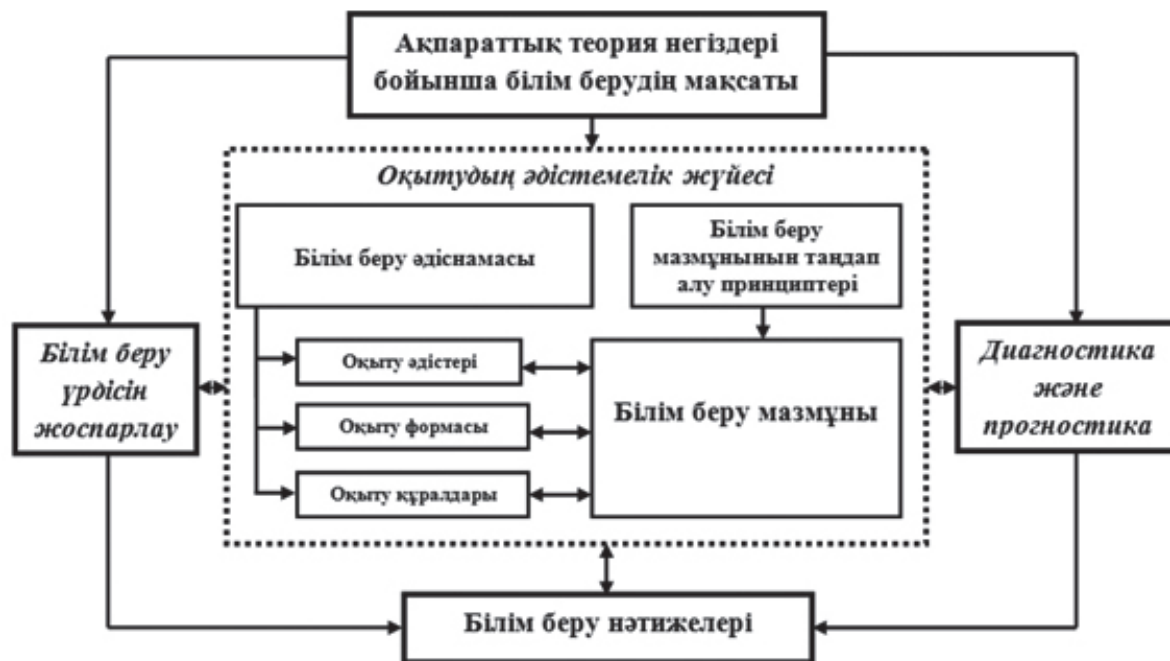 Ақпараттық теория негіздері
бойынша білім берудің мақсаты
Оқытудың әдістемелік жүйесі
Білім беру әдіснамасы
Білім беру
мазмұнынын таңдап
алу принциптері
Білім беру
үрдісін
жоспарлау
Оқыту әдістері
Оқыту формасы
Оқыту құралдары
Білім беру мазмұны
Диагностика
және
прогностика
Білім беру нәтижелері